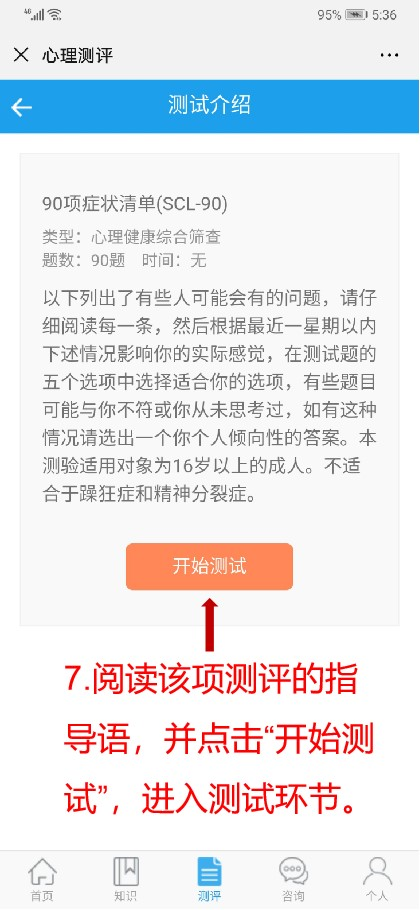 4G 95% 5:36
心理测评
测试介绍
90项症状清单(SCL-90)
类型：心理健康综合筛查
题数：90题 时间：无
以下列出了有些人可能会有的问题，请仔
细阅读每一条，然后根据最近一星期以内
下述情况影响你的实际感觉，在测试题的
五个选项中选择适合你的选项，有些题目
可能与你不符或你从未思考过，如有这种
情况请选出一个你个人倾向性的答案。本
测验适用对象为16岁以上的成人。不适
合于躁狂症和精神分裂症。
开始测试
7.阅读该项测评的指
导语，并点击“开始测
试”，进入测试环节。
首页 知识 测评 咨询 个人